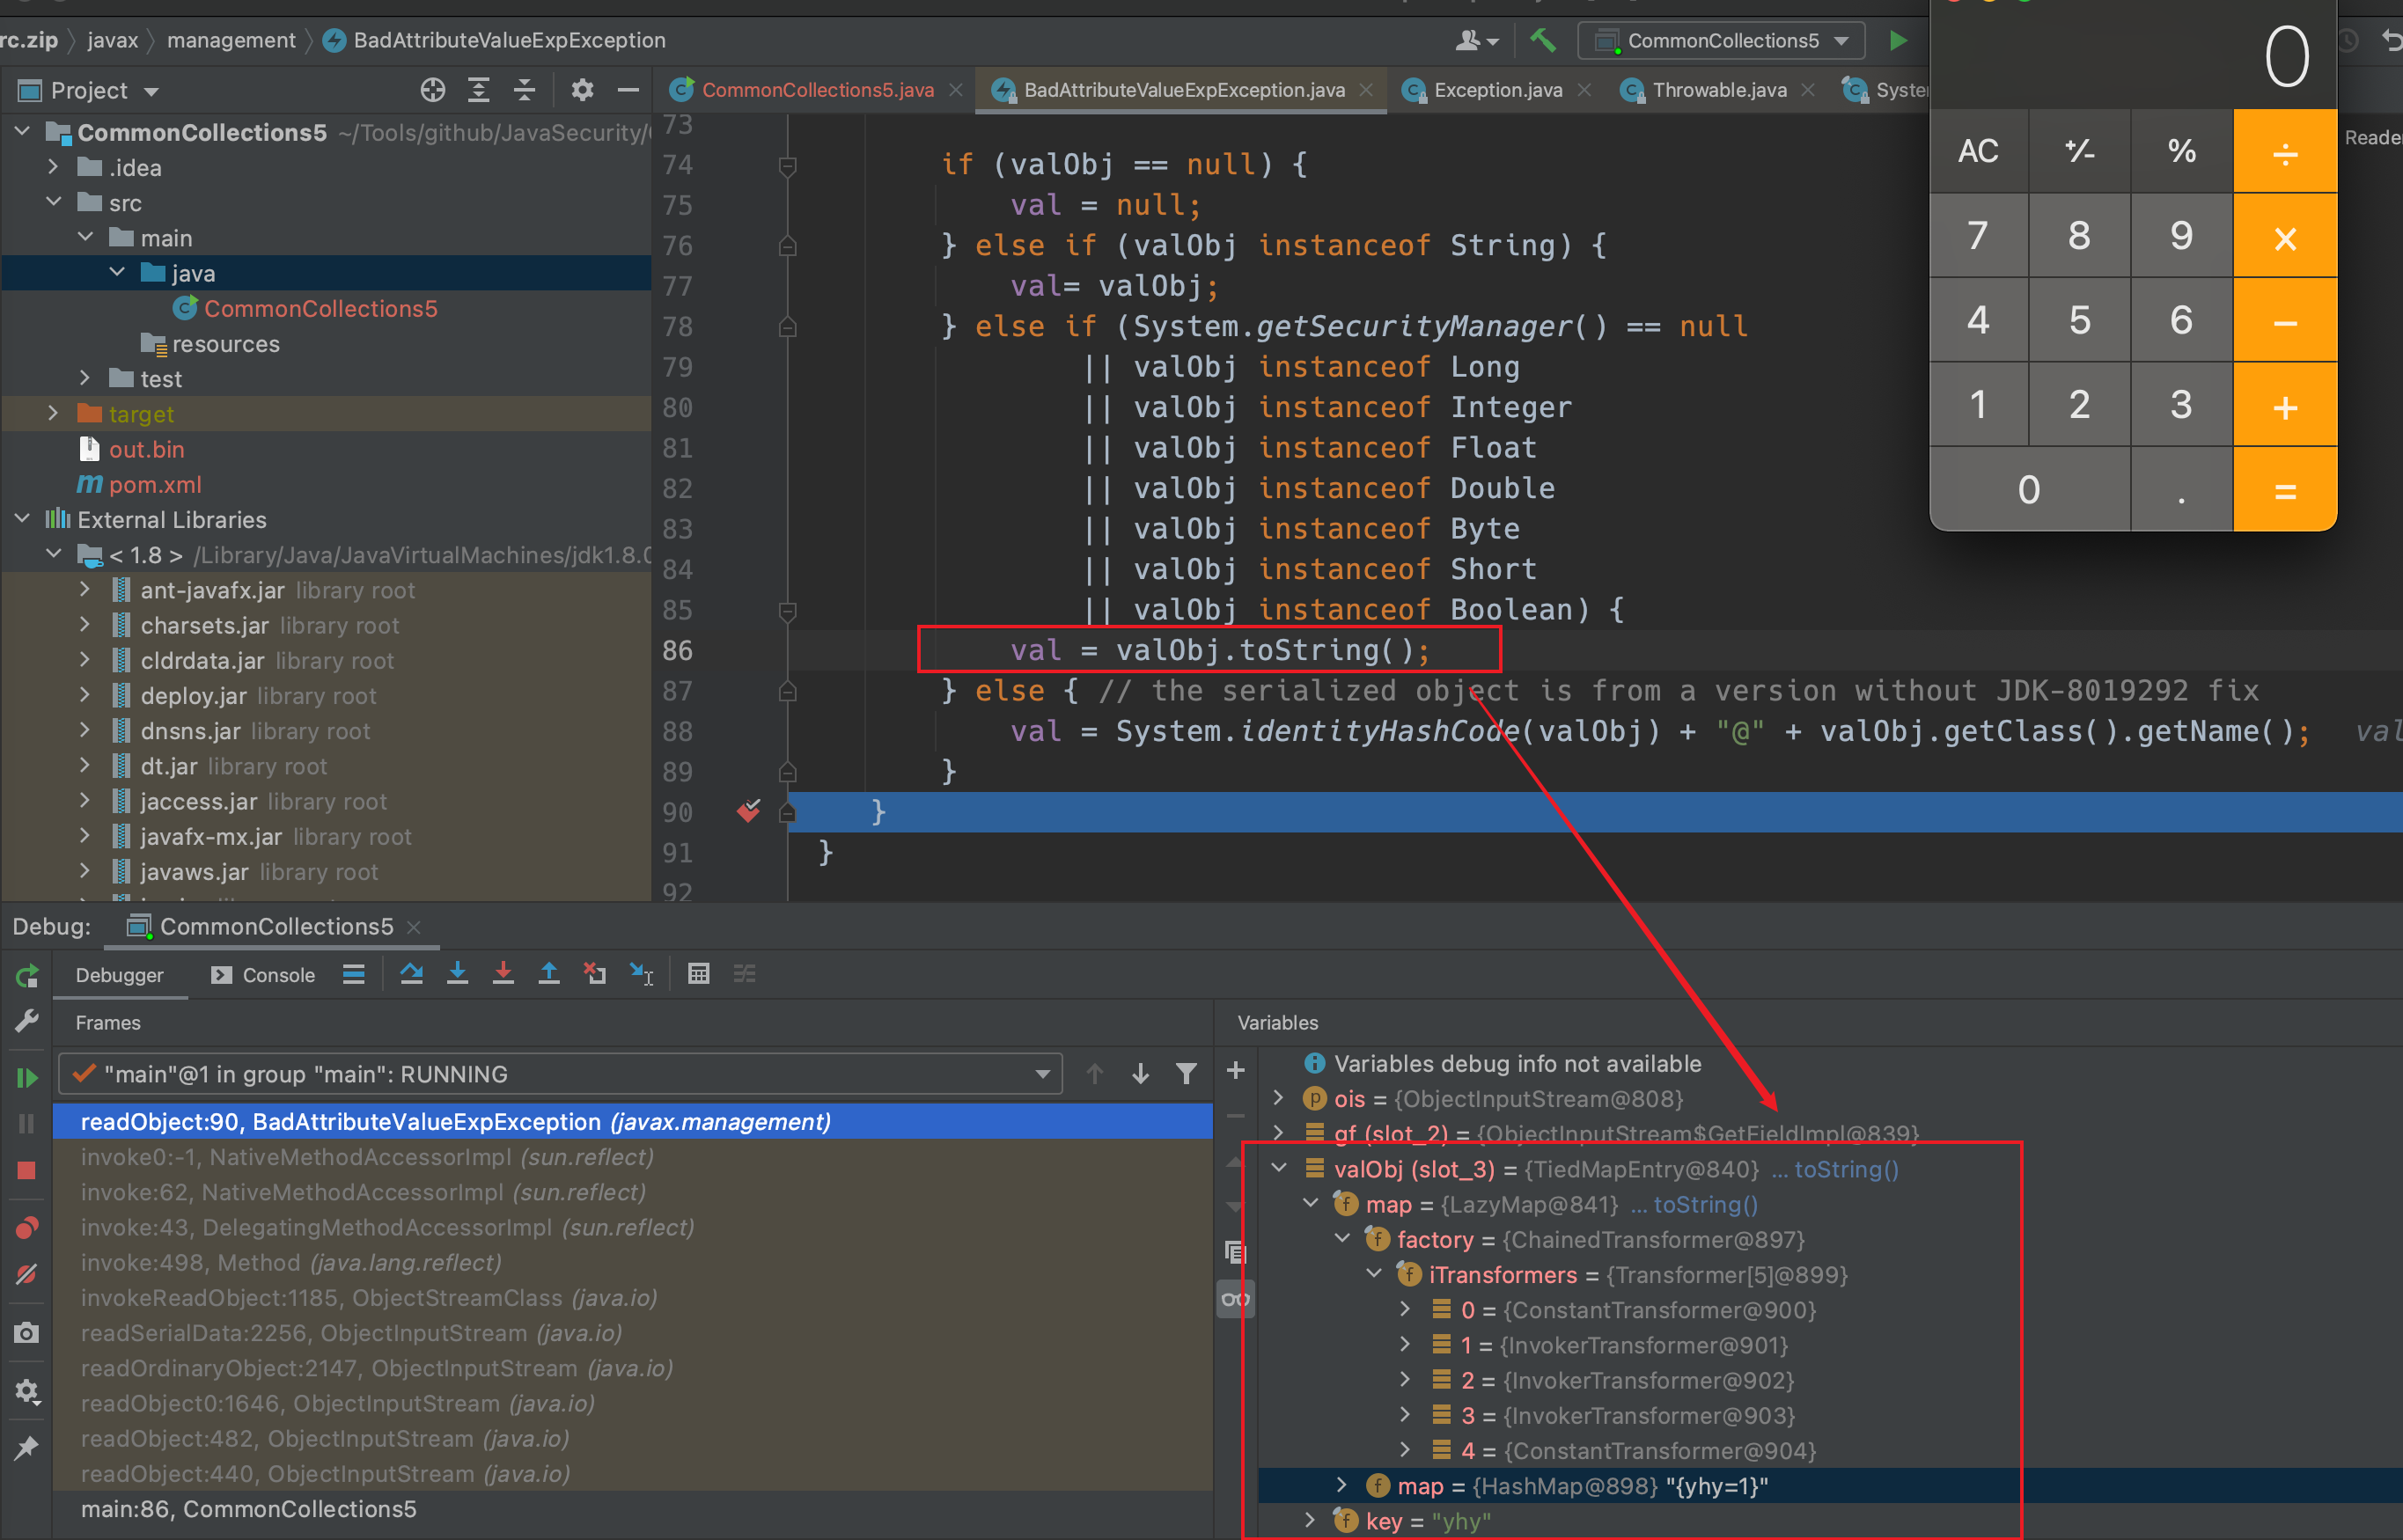 rc.zip javax management BadAttributeValueExpException
CommonCollections5
Project
CommonCollections5.java BadAttributeValueExpException.java Exception.java Throwable.java
Reade
CommonCollections5 ~/Tools/github/JavaSecurity/
.idea
src
main
java
CommonCollections5
resources
test
target
out.bin
pom.xml
External Libraries
< 1.8 > /Library/Java/JavaVirtualMachines/jdk1.8.0
ant-javafx.jar library root
charsets.jar library root
cldrdata.jar library root
deploy.jar library root
dnsns.jar library root
dt.jar library root
jaccess.jar library root
javafx-mx.jar library root
javaws.jar library root
73
74 if (valObj == null) {
75 val = null;
76 } else if (valObj instanceof String) {
77 val= valObj;
78 } else if (System.getSecurityManager() == null
79 || valObj instanceof Long
80 || valObj instanceof Integer
81 || valObj instanceof Float
82 || valObj instanceof Double
83 || valObj instanceof Byte
84 || valObj instanceof Short
85 || valObj instanceof Boolean) {
86 val = valObj.toString();
87 } else { // the serialized object is from a version without JDK-8019292 fix
88 val = System.identityHashCode(valObj) + "@" + valObj.getClass().getName(); val
89 }
90 }
91 }
92
0
AC +/- % ÷
7 8 9 ×
4 5 6 −
1 2 3 +
0 . =
Debug: CommonCollections5
Debugger Console
Frames
"main"@1 in group "main": RUNNING
readObject:90, BadAttributeValueExpException (javax.management)
invoke0:-1, NativeMethodAccessorImpl (sun.reflect)
invoke:62, NativeMethodAccessorImpl (sun.reflect)
invoke:43, DelegatingMethodAccessorImpl (sun.reflect)
invoke:498, Method (java.lang.reflect)
invokeReadObject:1185, ObjectStreamClass (java.io)
readSerialData:2256, ObjectInputStream (java.io)
readOrdinaryObject:2147, ObjectInputStream (java.io)
readObject0:1646, ObjectInputStream (java.io)
readObject:482, ObjectInputStream (java.io)
readObject:440, ObjectInputStream (java.io)
main:86, CommonCollections5
Variables
Variables debug info not available
ois = {ObjectInputStream@808}
gf (slot_2) = {ObjectInputStream$GetFieldImpl@839}
valObj (slot_3) = {TiedMapEntry@840} ... toString()
map = {LazyMap@841} ... toString()
factory = {ChainedTransformer@897}
iTransformers = {Transformer[5]@899}
0 = {ConstantTransformer@900}
1 = {InvokerTransformer@901}
2 = {InvokerTransformer@902}
3 = {InvokerTransformer@903}
4 = {ConstantTransformer@904}
map = {HashMap@898} "{yhy=1}"
key = "yhy"